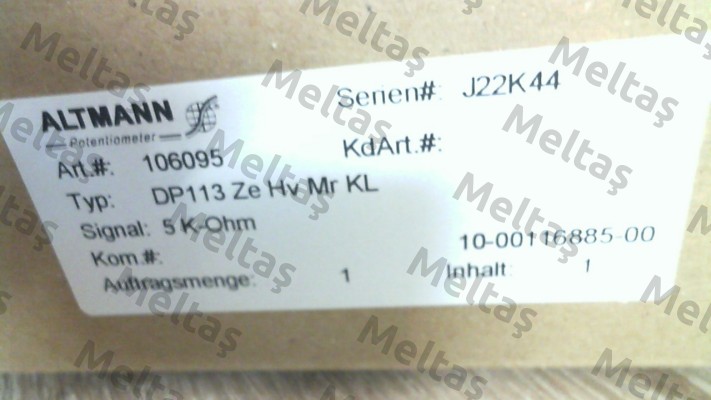 ALTMANN
Potentiometer
Serien#: J22K44
Art.#: 106095
KdArt.#:
Typ: DP113 Ze Hv Mr KL
Signal: 5 K-Ohm
Kom.#:
10-00116885-00
Auftragsmenge: 1
Inhalt: 1
Meltaş
Meltaş
Meltaş
Meltaş
Meltaş
Meltaş
Meltaş
Meltaş
Meltaş
Meltaş
Meltaş
Meltaş